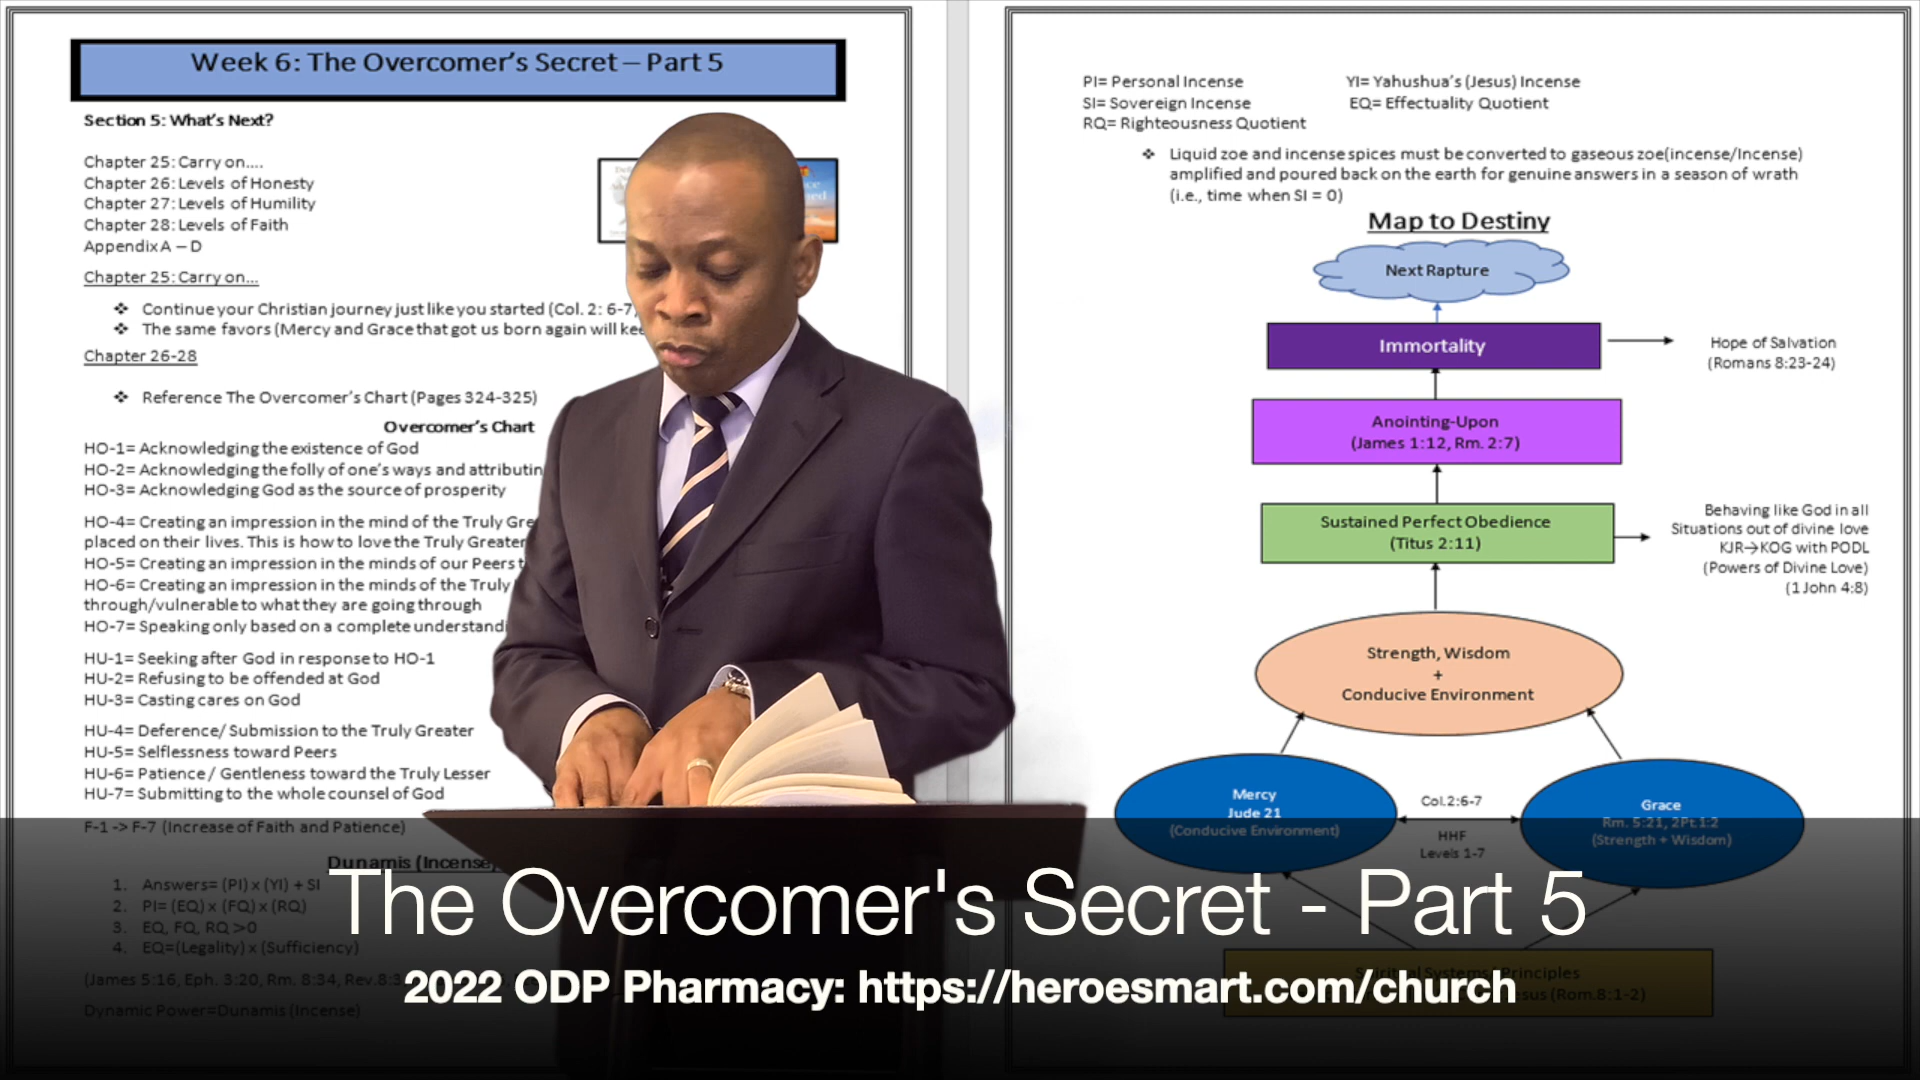 Week 6: The Overcomer's Secret – Part 5
Section 5: What's Next?
Chapter 25: Carry on....
Chapter 26: Levels of Honesty
Chapter 27: Levels of Humility
Chapter 28: Levels of Faith
Appendix A – D
Chapter 25: Carry on...
❖ Continue your Christian journey just like you started (Col. 2: 6-7
❖ The same favors (Mercy and Grace that got us born again will
Chapter 26-28
❖ Reference The Overcomer's Chart (Pages 324-325)
Overcomer's Chart
HO-1= Acknowledging the existence of God
HO-2= Acknowledging the folly of one's ways and
HO-3= Acknowledging God as the source of prosperity
HO-4= Creating an impression in the mind of the Truly
placed on their lives. This is how to love the Truly Greater
HO-5= Creating an impression in the minds of our Peers
HO-6= Creating an impression in the minds of the Truly
through/vulnerable to what they are going through
HO-7= Speaking only based on a complete
HU-1= Seeking after God in response to HO-1
HU-2= Refusing to be offended at God
HU-3= Casting cares on God
HU-4= Deference/ Submission to the Truly Greater
HU-5= Selflessness toward Peers
HU-6= Patience/ Gentleness toward the Truly Lesser
HU-7= Submitting to the whole counsel of God
F-1 -> F-7 (Increase of Faith and Patience)
Dunamis (Incense)
1. Answers= (PI) x (YI) + SI
2. PI= (EQ) x (FQ) x (RQ)
3. EQ, FQ, RQ >0
4. EQ=(Legality) x (Sufficiency)
(James 5:16, Eph. 3:20, Rm. 8:34,
Dynamic Power=Dunamis (Incense)
PI= Personal Incense YI= Yahushua's (Jesus) Incense
SI= Sovereign Incense EQ= Effectuality Quotient
RQ= Righteousness Quotient
❖ Liquid zoe and incense spices must be converted to gaseous zoe(incense/Incense)
amplified and poured back on the earth for genuine answers in a season of wrath
(i.e., time when SI = 0)
Map to Destiny
Next Rapture
Immortality
Hope of Salvation
(Romans 8:23-24)
Anointing-Upon
(James 1:12, Rm. 2:7)
Sustained Perfect Obedience
(Titus 2:11)
Behaving like God in all
Situations out of divine love
KJR→KOG with PODL
(Powers of Divine Love)
(1 John 4:8)
Strength, Wisdom
+
Conducive Environment
Mercy
Jude 21
(Conducive Environment)
Col.2:6-7
HHF
Levels 1-7
Grace
Rm. 5:21, 2Pt.1:2
(Strength + Wisdom)
(Rom.8:1-2)
The Overcomer's Secret - Part 5
2022 ODP Pharmacy: https://heroesmart.com/church